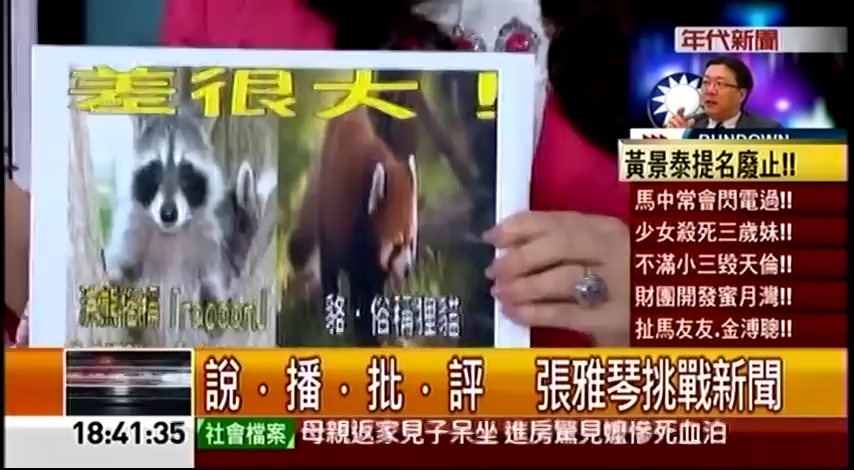 年代新聞
差很大！
RUNDOWN
黃景泰提名廢止!!
馬中常會閃電過!!
少女殺死三歲妹!!
不滿小三毀天倫!!
財團開發蜜月灣!!
扯馬友友.金溥聰!!
浣熊俗稱「racoon」
貉，俗稱狸貓
說．播．批．評 張雅琴挑戰新聞
18:41:35
社會檔案
母親返家見子呆坐 進房驚見嬤慘死血泊